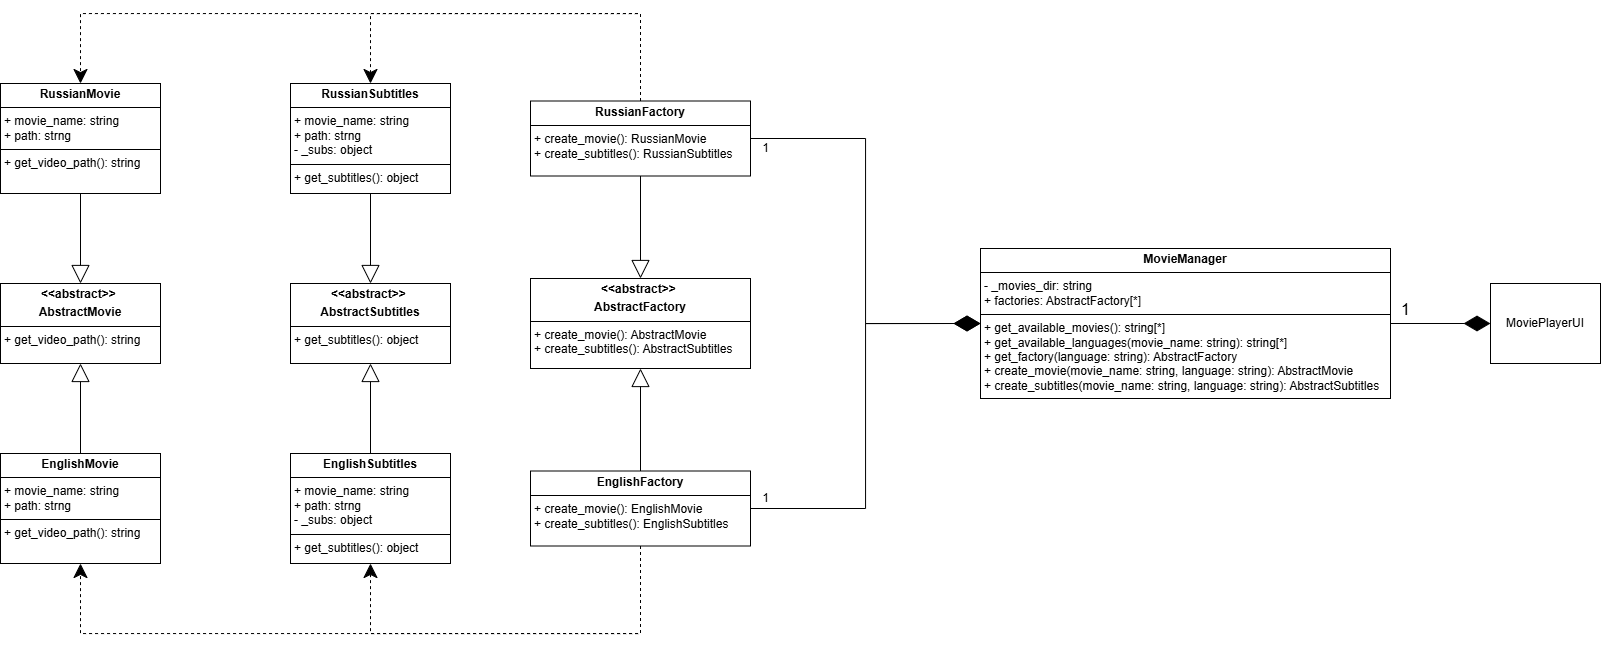 RussianMovie
+ movie_name: string
+ path: strng
+ get_video_path(): string
RussianSubtitles
+ movie_name: string
+ path: strng
- _subs: object
+ get_subtitles(): object
RussianFactory
+ create_movie(): RussianMovie
+ create_subtitles(): RussianSubtitles
1
<<abstract>>
AbstractMovie
+ get_video_path(): string
<<abstract>>
AbstractSubtitles
+ get_subtitles(): object
<<abstract>>
AbstractFactory
+ create_movie(): AbstractMovie
+ create_subtitles(): AbstractSubtitles
MovieManager
- _movies_dir: string
+ factories: AbstractFactory[*]
+ get_available_movies(): string[*]
+ get_available_languages(movie_name: string): string[*]
+ get_factory(language: string): AbstractFactory
+ create_movie(movie_name: string, language: string): AbstractMovie
+ create_subtitles(movie_name: string, language: string): AbstractSubtitles
1
MoviePlayerUI
EnglishMovie
+ movie_name: string
+ path: strng
+ get_video_path(): string
EnglishSubtitles
+ movie_name: string
+ path: strng
- _subs: object
+ get_subtitles(): object
EnglishFactory
+ create_movie(): EnglishMovie
+ create_subtitles(): EnglishSubtitles
1